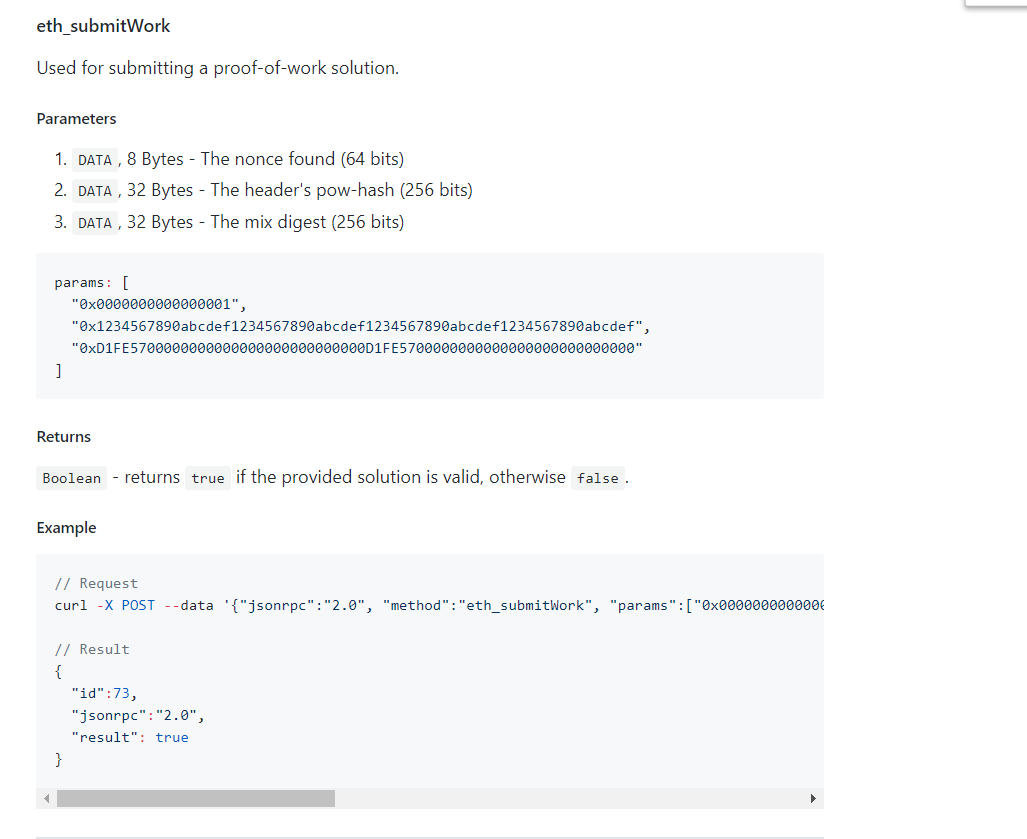 eth_submitWork
Used for submitting a proof-of-work solution.
Parameters
1. DATA, 8 Bytes - The nonce found (64 bits)
2. DATA, 32 Bytes - The header's pow-hash (256 bits)
3. DATA, 32 Bytes - The mix digest (256 bits)
params: [
"0x0000000000000001",
"0x1234567890abcdef1234567890abcdef1234567890abcdef1234567890abcdef",
"0xD1FE5700000000000000000000000000D1FE5700000000000000000000000000"
]
Returns
Boolean - returns true if the provided solution is valid, otherwise false.
Example
// Request
curl -X POST --data '{"jsonrpc":"2.0", "method":"eth_submitWork", "params":["0x0000000000000
// Result
{
"id":73,
"jsonrpc":"2.0",
"result": true
}